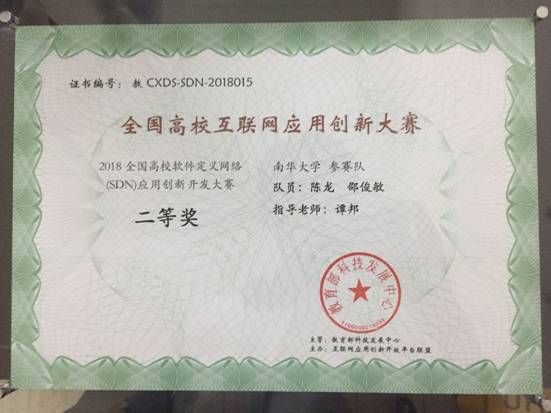 证书编号：教 CXDS-SDN-2018015
全国高校互联网应用创新大赛
2018 全国高校软件定义网络
(SDN)应用创新开发大赛
二等奖
南华大学 参赛队
队员：陈龙 邵俊敏
指导老师：谭邦
教育部科技发展中心
主管：教育部科技发展中心
主办：互联网应用创新开放平台联盟